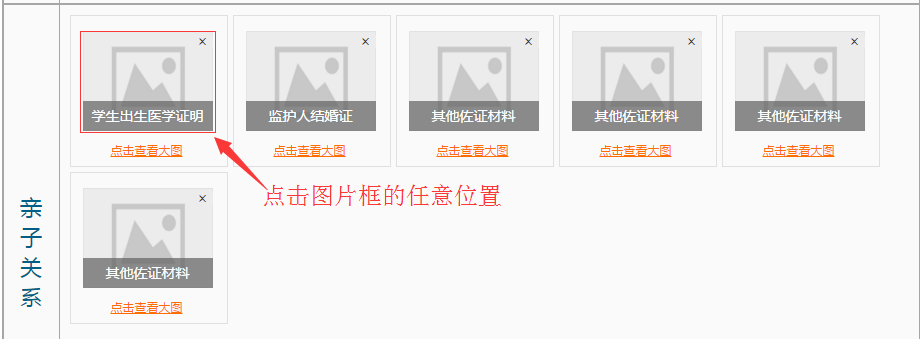 ×
×
×
×
×
学生出生医学证明
监护人结婚证
其他佐证材料
其他佐证材料
其他佐证材料
点击查看大图
点击查看大图
点击查看大图
点击查看大图
点击查看大图
点击图片框的任意位置
×
其他佐证材料
点击查看大图
亲
子
关
系